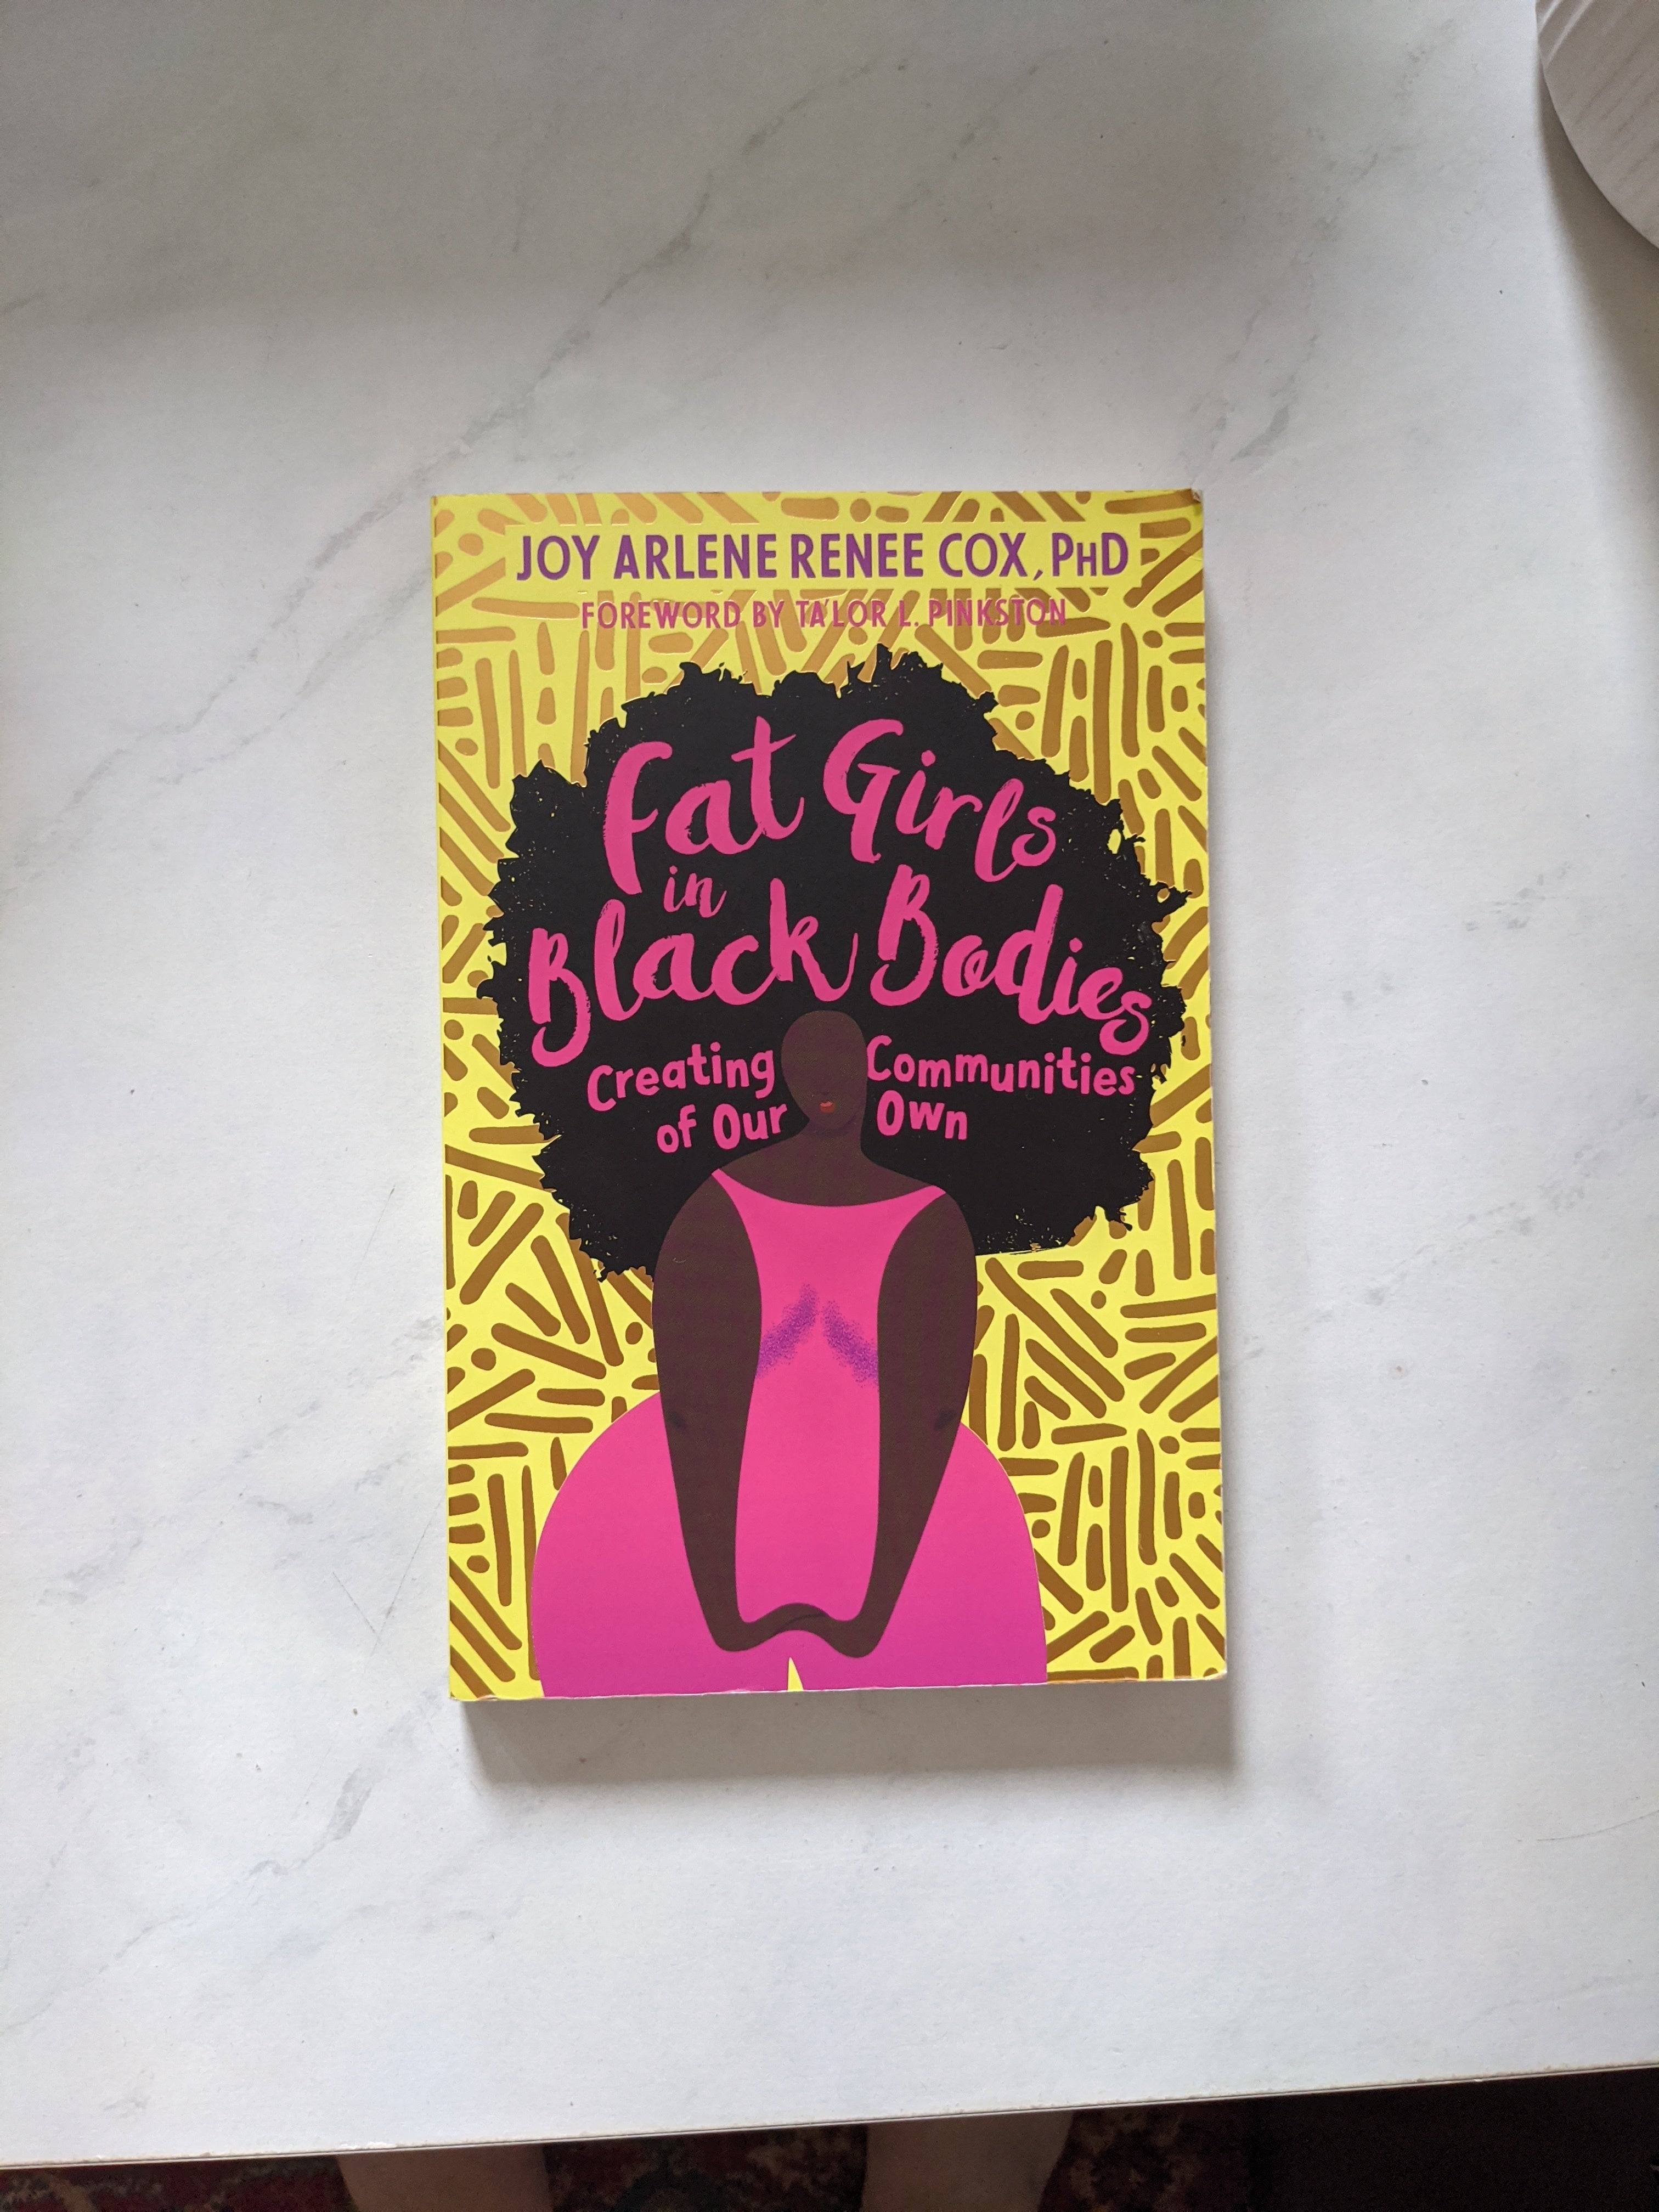 JOY ARLENE RENEE COX, PHD
FOREWORD BY TA'LOR L. PINKSTON
Fat Girls
in
Black Bodies
Creating Communities
of Our Own